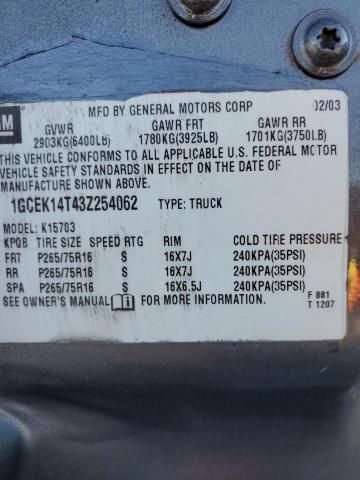 GM MFD BY GENERAL MOTORS CORP 02/03
GVWR GAWR FRT GAWR RR
2903KG(6400LB) 1780KG(3925LB) 1701KG(3750LB)
THIS VEHICLE CONFORMS TO ALL APPLICABLE U.S. FEDERAL MOTOR
VEHICLE SAFETY STANDARDS IN EFFECT ON THE DATE OF
MANUFACTURE SHOWN ABOVE.
1GCEK14T43Z254062 TYPE: TRUCK
MODEL: K15703
KPQB TIRE SIZE SPEED RTG RIM COLD TIRE PRESSURE
FRT P265/75R16 S 16X7J 240KPA(35PSI)
RR P265/75R16 S 16X7J 240KPA(35PSI)
SPA P265/75R16 S 16X6.5J 240KPA(35PSI)
SEE OWNER'S MANUAL FOR MORE INFORMATION. F 881
T 1207